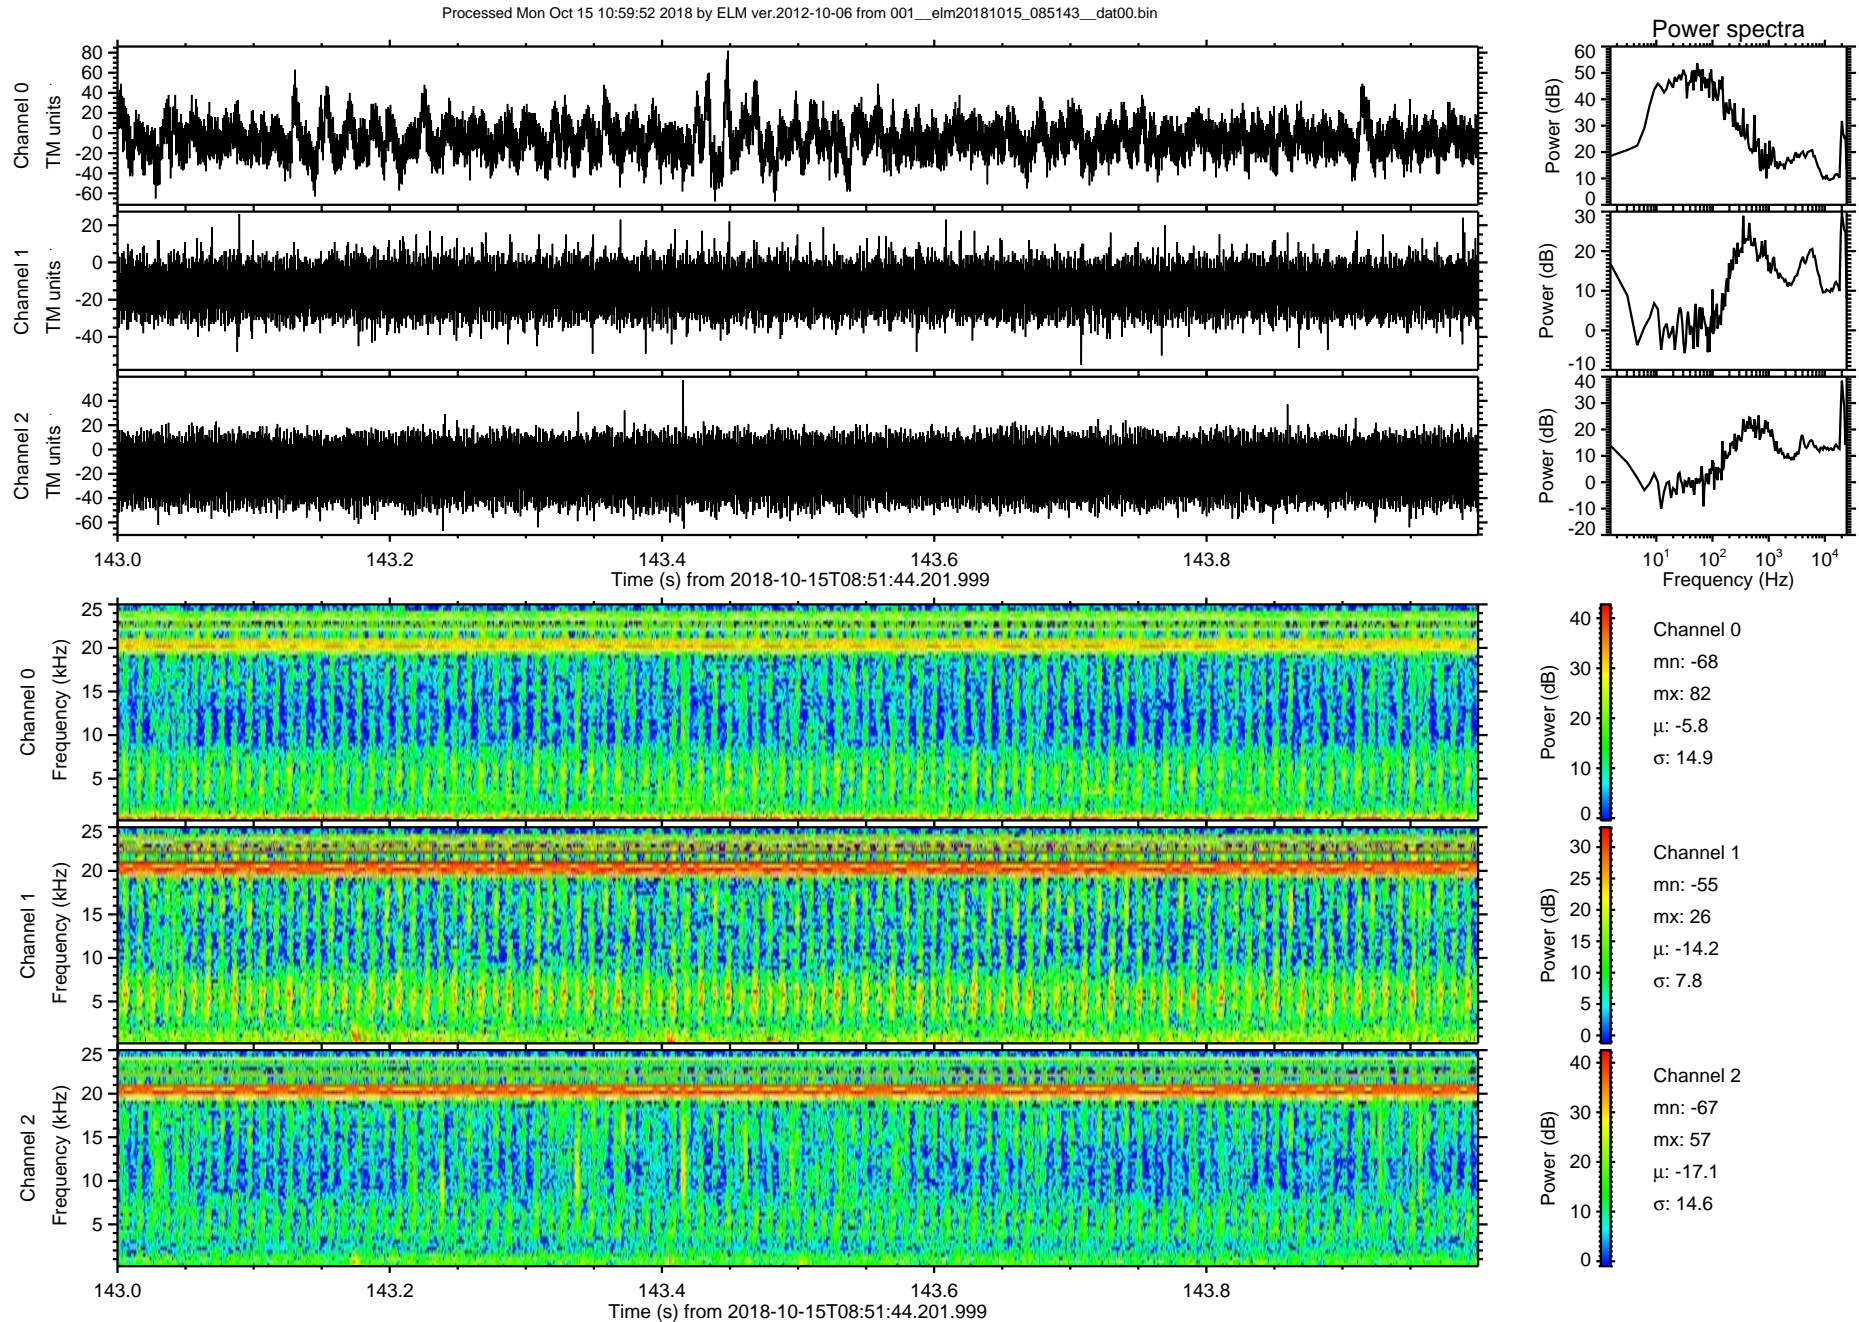 Processed Mon Oct 15 10:59:52 2018 by ELM ver.2012-10-06 from 001__elm20181015_085143__dat00.bin
Power spectra
Channel 0
TM units
80
60
40
20
0
-20
-40
-60
Power (dB)
60
50
40
30
20
10
0
Channel 1
TM units
20
0
-20
-40
Power (dB)
30
20
10
0
-10
Channel 2
TM units
40
20
0
-20
-40
-60
Power (dB)
40
30
20
10
0
-10
-20
143.0 143.2 143.4 143.6 143.8
Time (s) from 2018-10-15T08:51:44.201.999
10¹ 10² 10³ 10⁴
Frequency (Hz)
Channel 0
Frequency (kHz)
25
20
15
10
5
Power (dB)
40
30
20
10
0
Channel 0
mn: -68
mx: 82
μ: -5.8
σ: 14.9
Channel 1
Frequency (kHz)
25
20
15
10
5
Power (dB)
30
25
20
15
10
5
0
Channel 1
mn: -55
mx: 26
μ: -14.2
σ: 7.8
Channel 2
Frequency (kHz)
25
20
15
10
5
Power (dB)
40
30
20
10
0
Channel 2
mn: -67
mx: 57
μ: -17.1
σ: 14.6
143.0 143.2 143.4 143.6 143.8
Time (s) from 2018-10-15T08:51:44.201.999